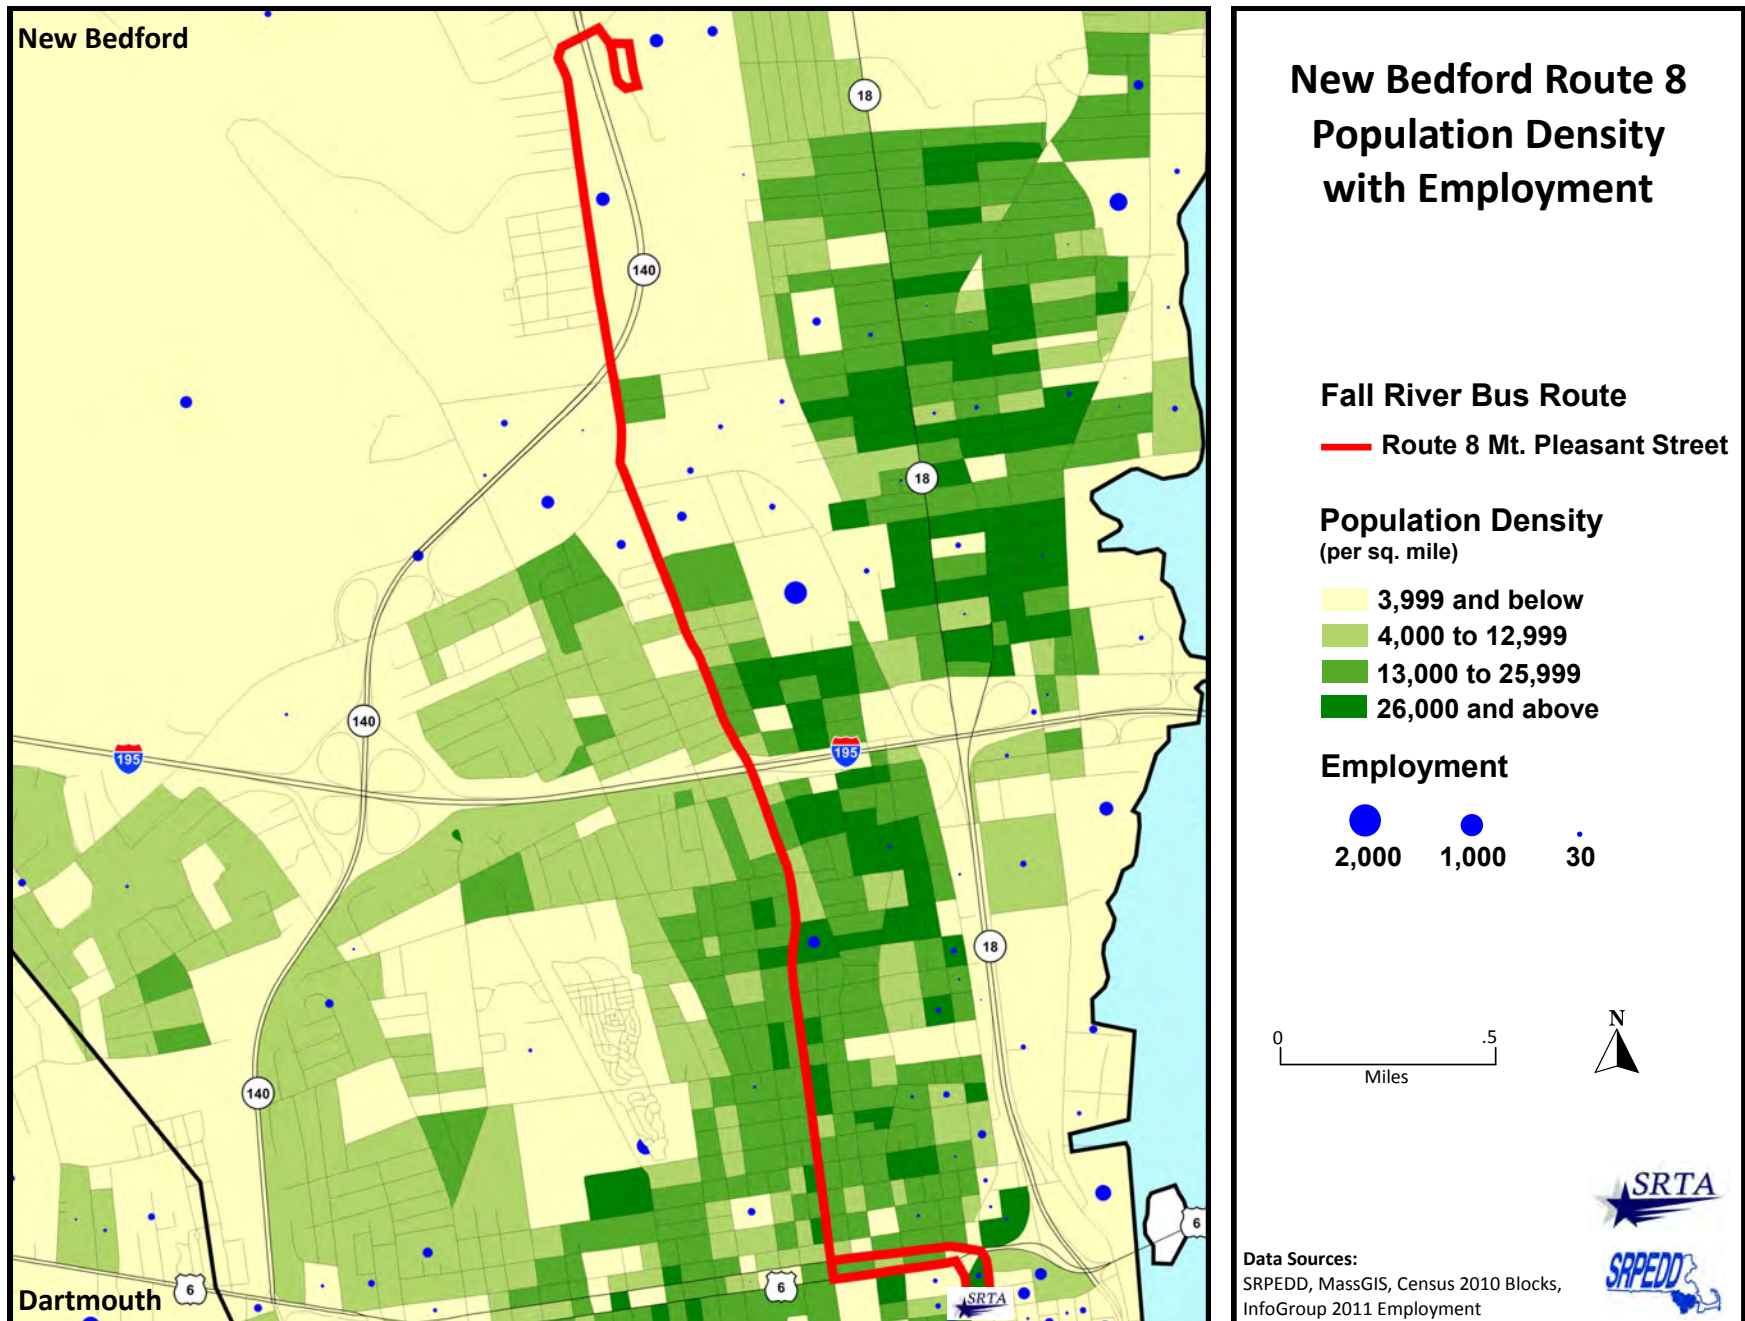 New Bedford
18
140
18
195
140
195
18
140
6
6
6
SRTA
Dartmouth
New Bedford Route 8
Population Density
with Employment
Fall River Bus Route
Route 8 Mt. Pleasant Street
Population Density
(per sq. mile)
3,999 and below
4,000 to 12,999
13,000 to 25,999
26,000 and above
Employment
2,000 1,000 30
0 .5
Miles
N
SRTA
SRPEDD
Data Sources:
SRPEDD, MassGIS, Census 2010 Blocks,
InfoGroup 2011 Employment